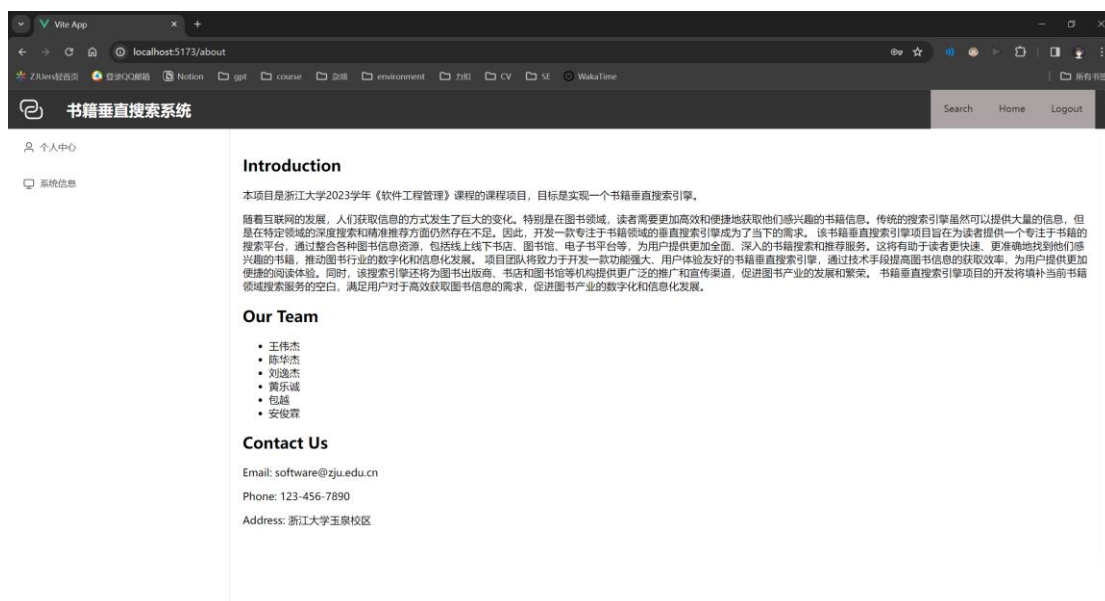 Vite App
localhost:5173/about
ZJUers轻首页 登录QQ邮箱 Notion gpt course 杂项 environment 力扣 CV SE WakaTime 所有书签
书籍垂直搜索系统 Search Home Logout
个人中心
系统信息
Introduction
本项目是浙江大学2023学年《软件工程管理》课程的课程项目，目标是实现一个书籍垂直搜索引擎。
随着互联网的发展，人们获取信息的方式发生了巨大的变化。特别是在图书领域，读者需要更加高效和便捷地获取他们感兴趣的书籍信息。传统的搜索引擎虽然可以提供大量的信息，但
是在特定领域的深度搜索和精准推荐方面仍然存在不足。因此，开发一款专注于书籍领域的垂直搜索引擎成为了当下的需求。 该书籍垂直搜索引擎项目旨在为读者提供一个专注于书籍的
搜索平台，通过整合各种图书信息资源，包括线上线下书店、图书馆、电子书平台等，为用户提供更加全面、深入的书籍搜索和推荐服务。这将有助于读者更快速、更准确地找到他们感
兴趣的书籍，推动图书行业的数字化和信息化发展。 项目团队将致力于开发一款功能强大、用户体验友好的书籍垂直搜索引擎，通过技术手段提高图书信息的获取效率，为用户提供更加
便捷的阅读体验。同时，该搜索引擎还将为图书出版商、书店和图书馆等机构提供更广泛的推广和宣传渠道，促进图书产业的发展和繁荣。 书籍垂直搜索引擎项目的开发将填补当前书籍
领域搜索服务的空白，满足用户对于高效获取图书信息的需求，促进图书产业的数字化和信息化发展。
Our Team
王伟杰
陈华杰
刘逸杰
黄乐诚
包越
安俊霖
Contact Us
Email: software@zju.edu.cn
Phone: 123-456-7890
Address: 浙江大学玉泉校区